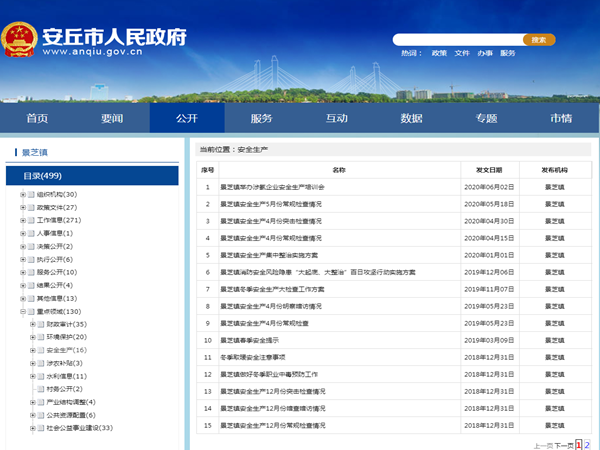 安丘市人民政府
www.anqiu.gov.cn
搜索
热词： 政策 文件 办事 服务
首页 要闻 公开 服务 互动 数据 专题 市情
景芝镇
目录(499)
组织机构(30)
政策文件(27)
工作信息(271)
人事信息(1)
决策公开(2)
执行公开(6)
服务公开(10)
结果公开(4)
其他信息(13)
重点领域(130)
财政审计(35)
环境保护(20)
安全生产(16)
涉农补贴(3)
水利信息(11)
村务公开(2)
产业结构调整(4)
公共资源配置(6)
社会公益事业建设(33)
当前位置：安全生产
序号 名称 发文日期 发布机构
1 景芝镇举办涉氨企业安全生产培训会 2020年06月02日 景芝镇
2 景芝镇安全生产5月份常规检查情况 2020年05月18日 景芝镇
3 景芝镇安全生产4月份突击检查情况 2020年04月30日 景芝镇
4 景芝镇安全生产4月份常规检查情况 2020年04月15日 景芝镇
5 景芝镇安全生产集中整治实施方案 2020年01月01日 景芝镇
6 景芝镇消防安全风险隐患“大起底、大整治”百日攻坚行动实施方案 2019年12月06日 景芝镇
7 景芝镇冬季安全生产大检查工作方案 2019年11月07日 景芝镇
8 景芝镇安全生产4月份明察暗访情况 2019年05月23日 景芝镇
9 景芝镇安全生产4月份常规检查 2019年05月23日 景芝镇
10 景芝镇春季安全提示 2019年03月09日 景芝镇
11 冬季取暖安全注意事项 2018年12月31日 景芝镇
12 景芝镇做好冬季职业中毒预防工作 2018年12月31日 景芝镇
13 景芝镇安全生产12月份突击检查情况 2018年12月31日 景芝镇
14 景芝镇安全生产12月份暗查暗访情况 2018年12月31日 景芝镇
15 景芝镇安全生产12月份常规检查情况 2018年12月31日 景芝镇
上一页 下一页 1 2